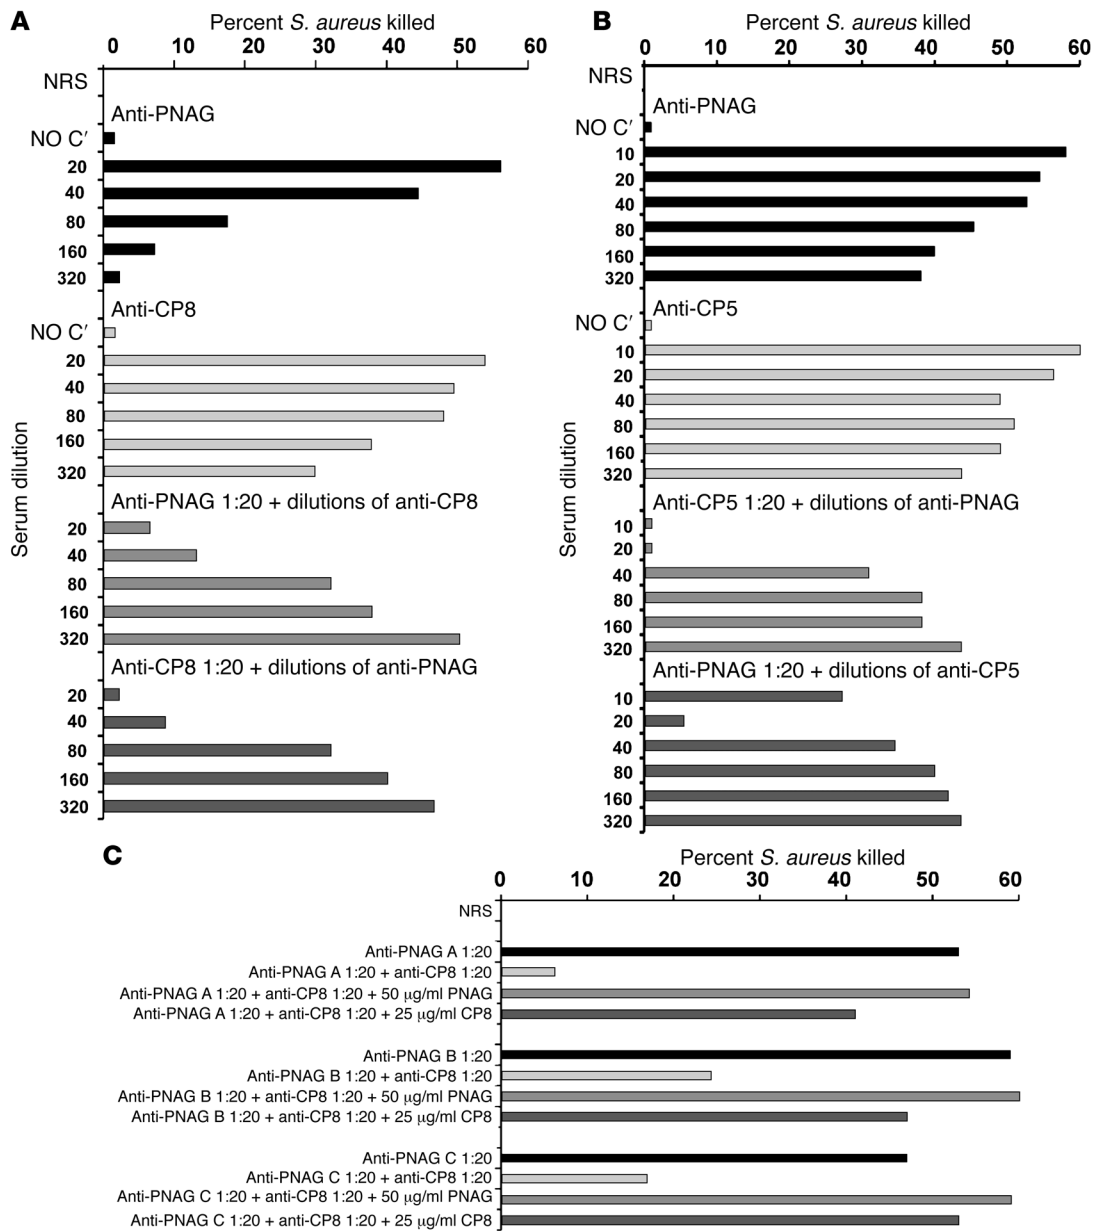 A
Percent S. aureus killed
0 10 20 30 40 50 60
NRS
Anti-PNAG
NO C′
20
40
80
160
320
Anti-CP8
NO C′
20
40
80
160
320
Anti-PNAG 1:20 + dilutions of anti-CP8
20
40
80
160
320
Anti-CP8 1:20 + dilutions of anti-PNAG
20
40
80
160
320
Serum dilution
B
Percent S. aureus killed
0 10 20 30 40 50 60
NRS
Anti-PNAG
NO C′
10
20
40
80
160
320
Anti-CP5
NO C′
10
20
40
80
160
320
Anti-CP5 1:20 + dilutions of anti-PNAG
10
20
40
80
160
320
Anti-PNAG 1:20 + dilutions of anti-CP5
10
20
40
80
160
320
Serum dilution
C
Percent S. aureus killed
0 10 20 30 40 50 60
NRS
Anti-PNAG A 1:20
Anti-PNAG A 1:20 + anti-CP8 1:20
Anti-PNAG A 1:20 + anti-CP8 1:20 + 50 μg/ml PNAG
Anti-PNAG A 1:20 + anti-CP8 1:20 + 25 μg/ml CP8
Anti-PNAG B 1:20
Anti-PNAG B 1:20 + anti-CP8 1:20
Anti-PNAG B 1:20 + anti-CP8 1:20 + 50 μg/ml PNAG
Anti-PNAG B 1:20 + anti-CP8 1:20 + 25 μg/ml CP8
Anti-PNAG C 1:20
Anti-PNAG C 1:20 + anti-CP8 1:20
Anti-PNAG C 1:20 + anti-CP8 1:20 + 50 μg/ml PNAG
Anti-PNAG C 1:20 + anti-CP8 1:20 + 25 μg/ml CP8